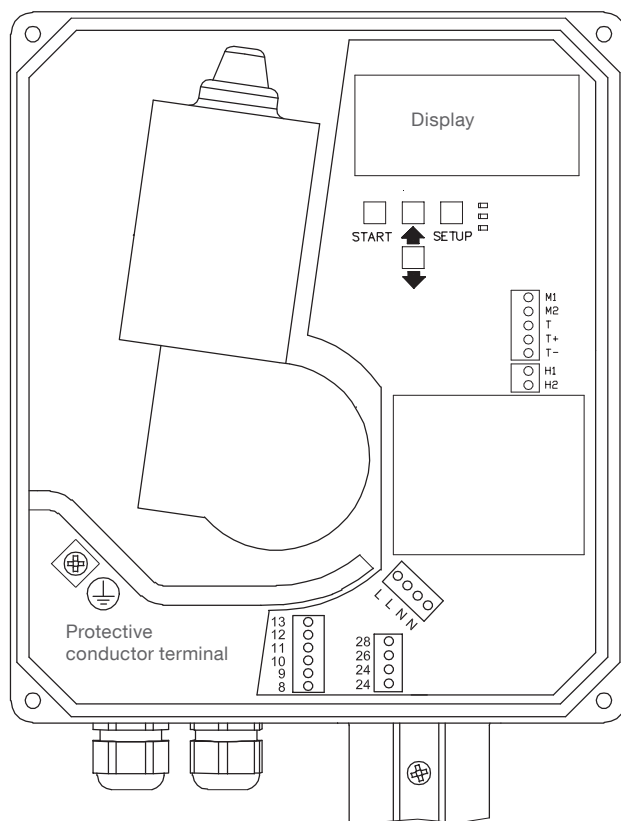 Display
START
SETUP
M1
M2
T
T+
T-
H1
H2
L L N N
Protective
conductor terminal
13
12
11
10
9
8
28
26
24
24